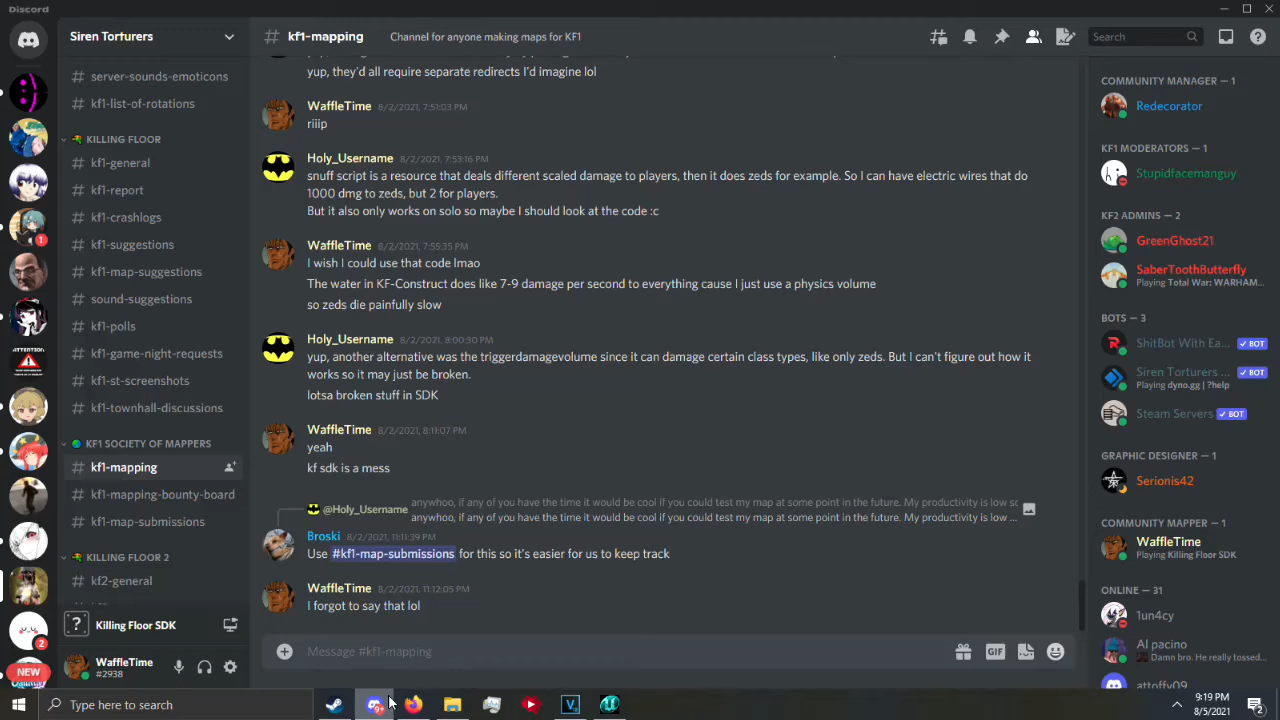 Discord
Siren Torturers
kf1-mapping
Channel for anyone making maps for KF1
Search
server-sounds-emoticons
kf1-list-of-rotations
KILLING FLOOR
kf1-general
kf1-report
kf1-crashlogs
kf1-suggestions
kf1-map-suggestions
sound-suggestions
kf1-polls
kf1-game-night-requests
kf1-st-screenshots
kf1-townhall-discussions
KF1 SOCIETY OF MAPPERS
kf1-mapping
kf1-mapping-bounty-board
kf1-map-submissions
KILLING FLOOR 2
kf2-general
Killing Floor SDK
WaffleTime
#2938
1
ATTENTION
2
NEW
yup, they'd all require separate redirects I'd imagine lol
WaffleTime 8/2/2021, 7:51:03 PM
riiip
Holy_Username 8/2/2021, 7:53:16 PM
snuff script is a resource that deals different scaled damage to players, then it does zeds for example. So I can have electric wires that do
1000 dmg to zeds, but 2 for players.
But it also only works on solo so maybe I should look at the code :c
WaffleTime 8/2/2021, 7:55:35 PM
I wish I could use that code lmao
The water in KF-Construct does like 7-9 damage per second to everything cause I just use a physics volume
so zeds die painfully slow
Holy_Username 8/2/2021, 8:00:30 PM
yup, another alternative was the triggerdamagevolume since it can damage certain class types, like only zeds. But I can't figure out how it
works so it may just be broken.
lotsa broken stuff in SDK
WaffleTime 8/2/2021, 8:11:07 PM
yeah
kf sdk is a mess
@Holy_Username anywhoo, if any of you have the time it would be cool if you could test my map at some point in the future. My productivity is low sc
anywhoo, if any of you have the time it would be cool if you could test my map at some point in the future. My productivity is low ...
Broski 8/2/2021, 11:11:39 PM
Use #kf1-map-submissions for this so it's easier for us to keep track
WaffleTime 8/2/2021, 11:12:05 PM
I forgot to say that lol
Message #kf1-mapping
GIF
COMMUNITY MANAGER — 1
Redecorator
KF1 MODERATORS — 1
Stupidfacemanguy
KF2 ADMINS — 2
GreenGhost21
SaberToothButterfly
Playing Total War: WARHAM...
BOTS — 3
ShitBot With Ea... ✓ BOT
Siren Torturers ... ✓ BOT
Playing dyno.gg | ?help
Steam Servers ✓ BOT
GRAPHIC DESIGNER — 1
Serionis42
COMMUNITY MAPPER — 1
WaffleTime
Playing Killing Floor SDK
ONLINE — 31
1un4cy
Al pacino
Damn bro. He really tossed...
attoffy09
Type here to search
9+
9:19 PM
8/5/2021
2